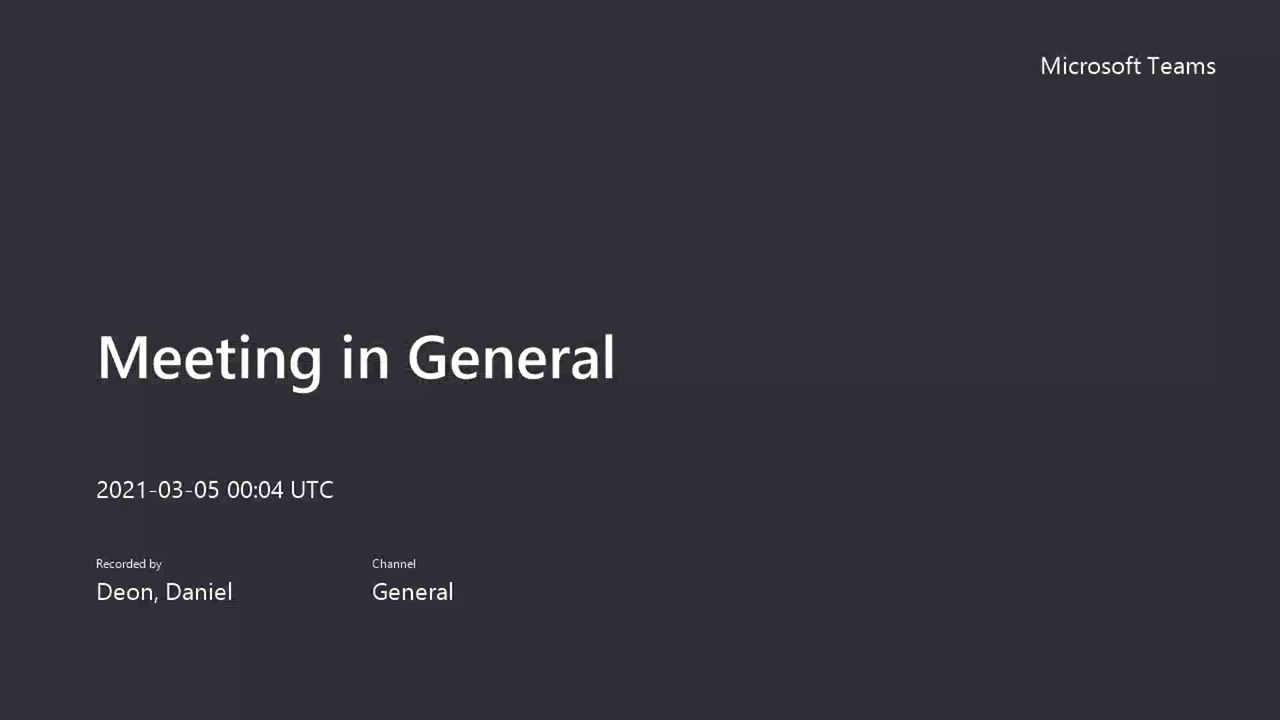 Microsoft Teams
Meeting in General
2021-03-05 00:04 UTC
Recorded by
Deon, Daniel
Channel
General